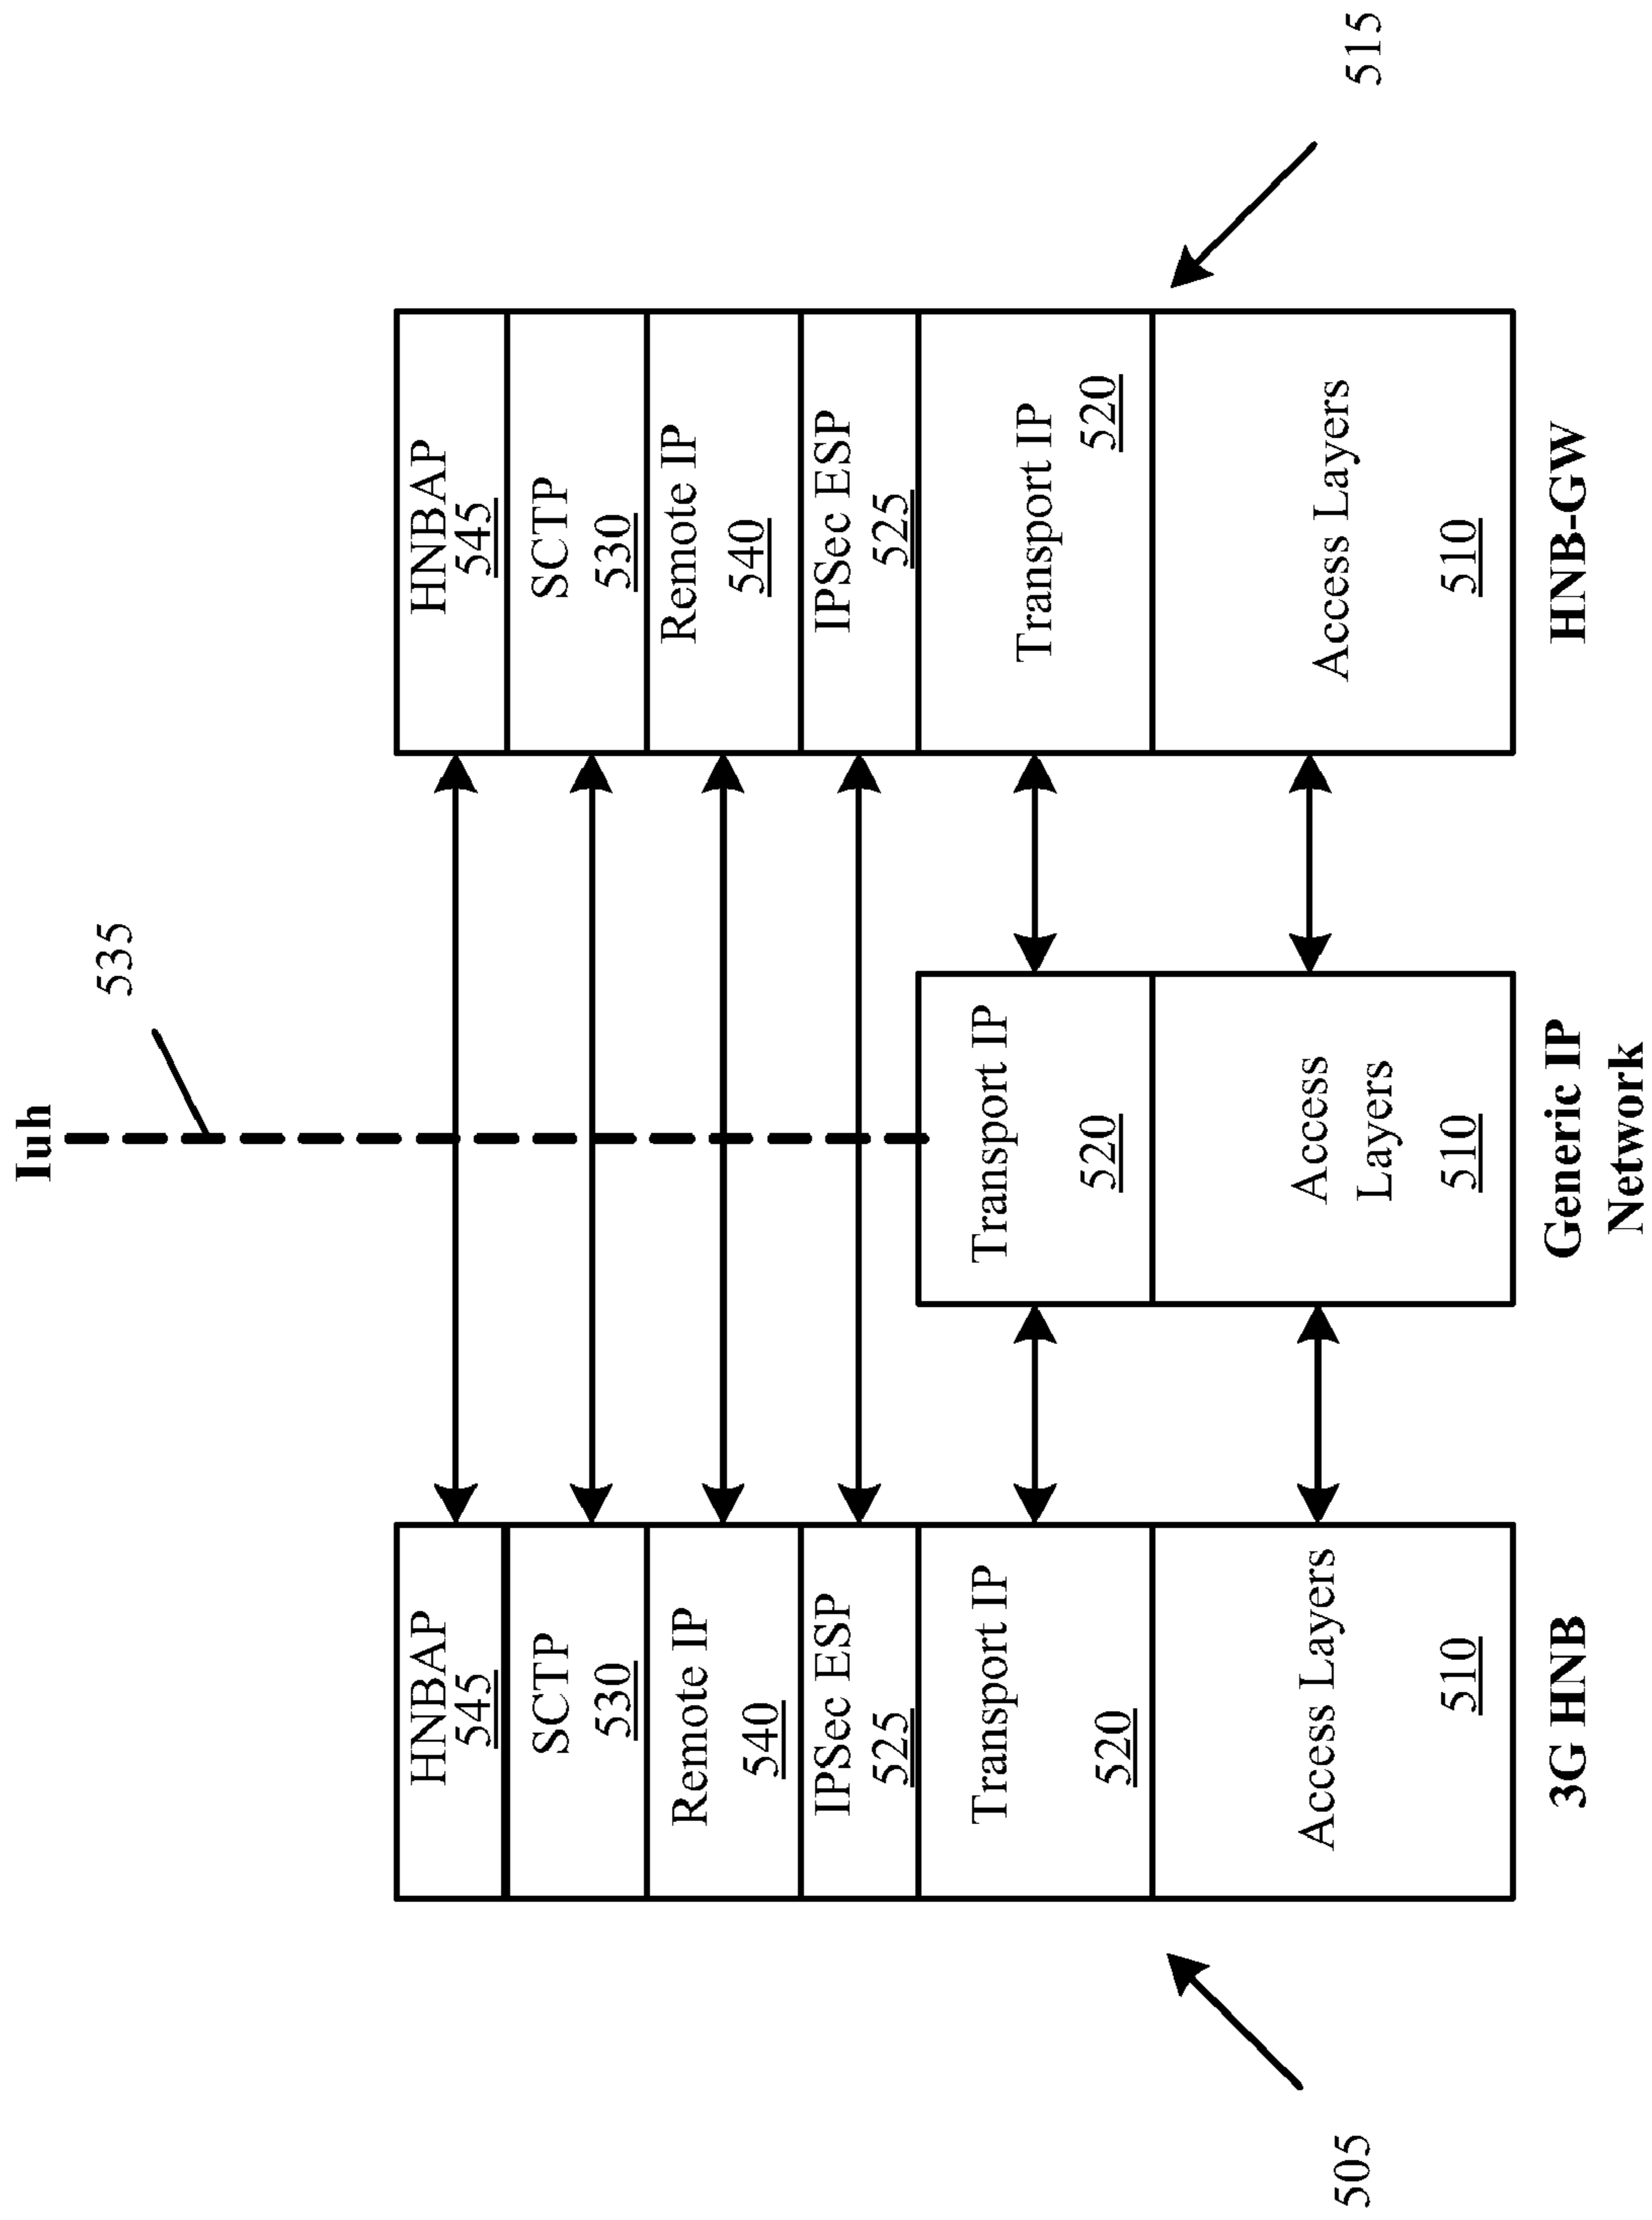 Iuh
535
HNBAP
545
SCTP
530
Remote IP
540
IPSec ESP
525
Transport IP
520
Access Layers
510
3G HNB
505
Transport IP
520
Access
Layers
510
Generic IP
Network
HNBAP
545
SCTP
530
Remote IP
540
IPSec ESP
525
Transport IP
520
Access Layers
510
HNB-GW
515